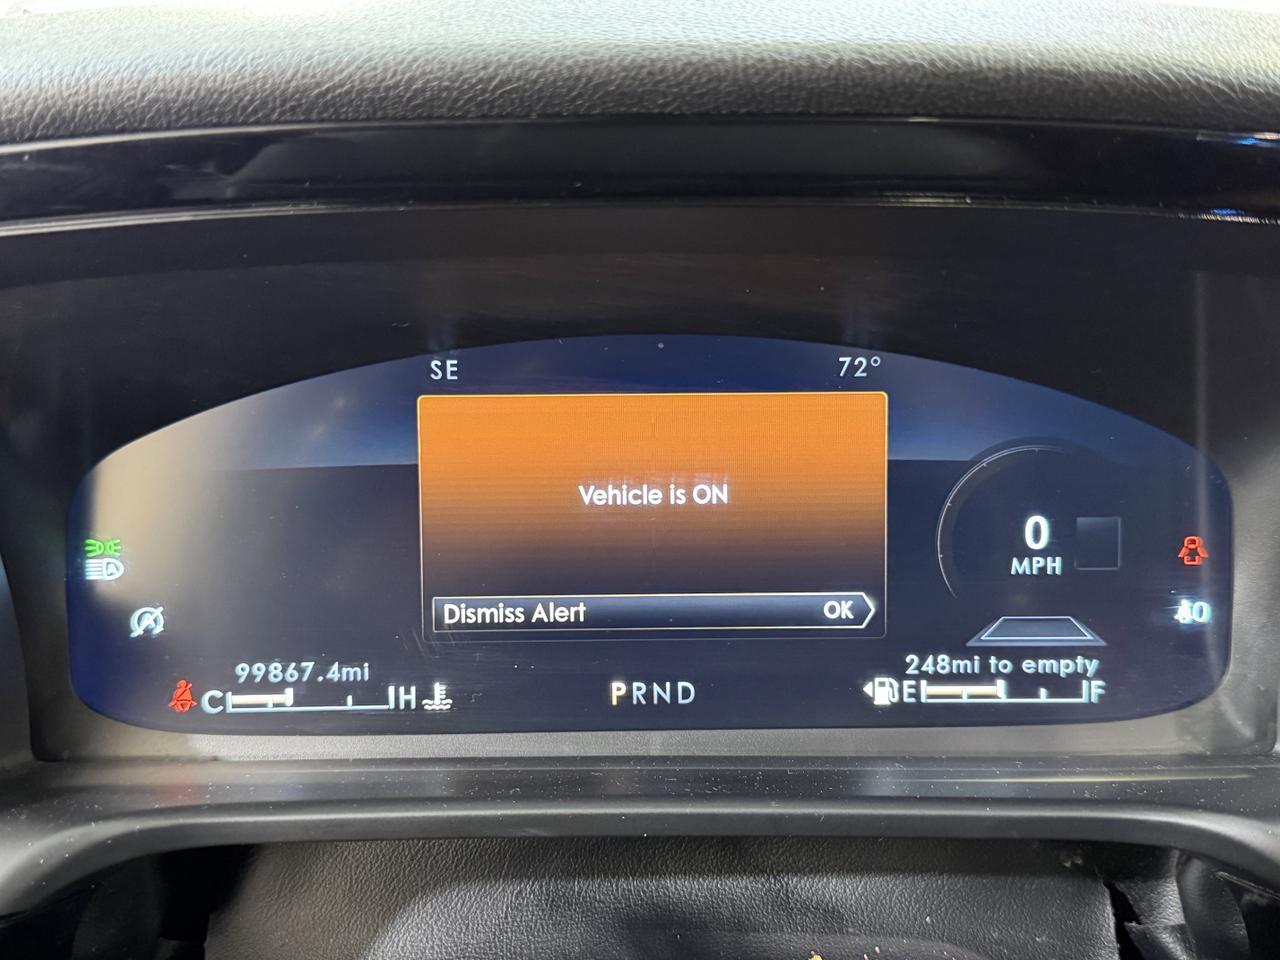 SE 72°
Vehicle is ON
Dismiss Alert OK
0
MPH
99867.4mi
248mi to empty
C H
PRND
E F